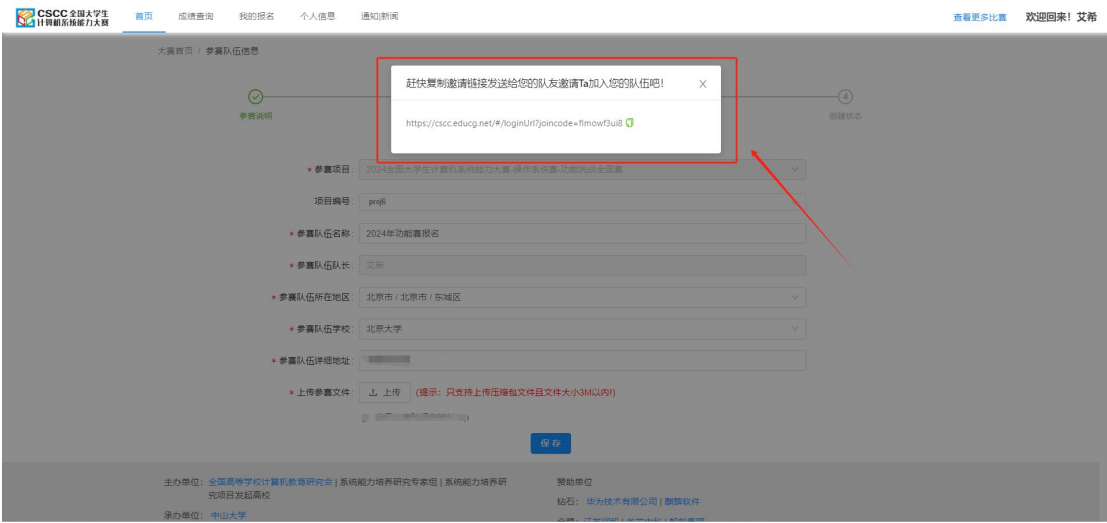 CSCC 全国大学生
计算机系统能力大赛
首页 成绩查询 我的报名 个人信息 通知|新闻
查看更多比赛 欢迎回来！艾希
大赛首页 / 参赛队伍信息
赶快复制邀请链接发送给您的队友邀请Ta加入您的队伍吧!
https://cscc.educg.net/#/loginUrl?joincode=flmowf3ui8
参赛说明
4
创建状态
* 参赛项目: 2024全国大学生计算机系统能力大赛-操作系统赛-功能挑战全国赛
项目编号: proj6
* 参赛队伍名称: 2024年功能赛报名
* 参赛队伍队长: 艾希
* 参赛队伍所在地区: 北京市 / 北京市 / 东城区
* 参赛队伍学校: 北京大学
* 参赛队伍详细地址:
* 上传参赛文件: 上传 (提示：只支持上传压缩包文件且文件大小3M以内!)
保存
主办单位: 全国高等学校计算机教育研究会 | 系统能力培养研究专家组 | 系统能力培养研
究项目发起高校
承办单位: 中山大学
赞助单位
钻石: 华为技术有限公司 | 麒麟软件